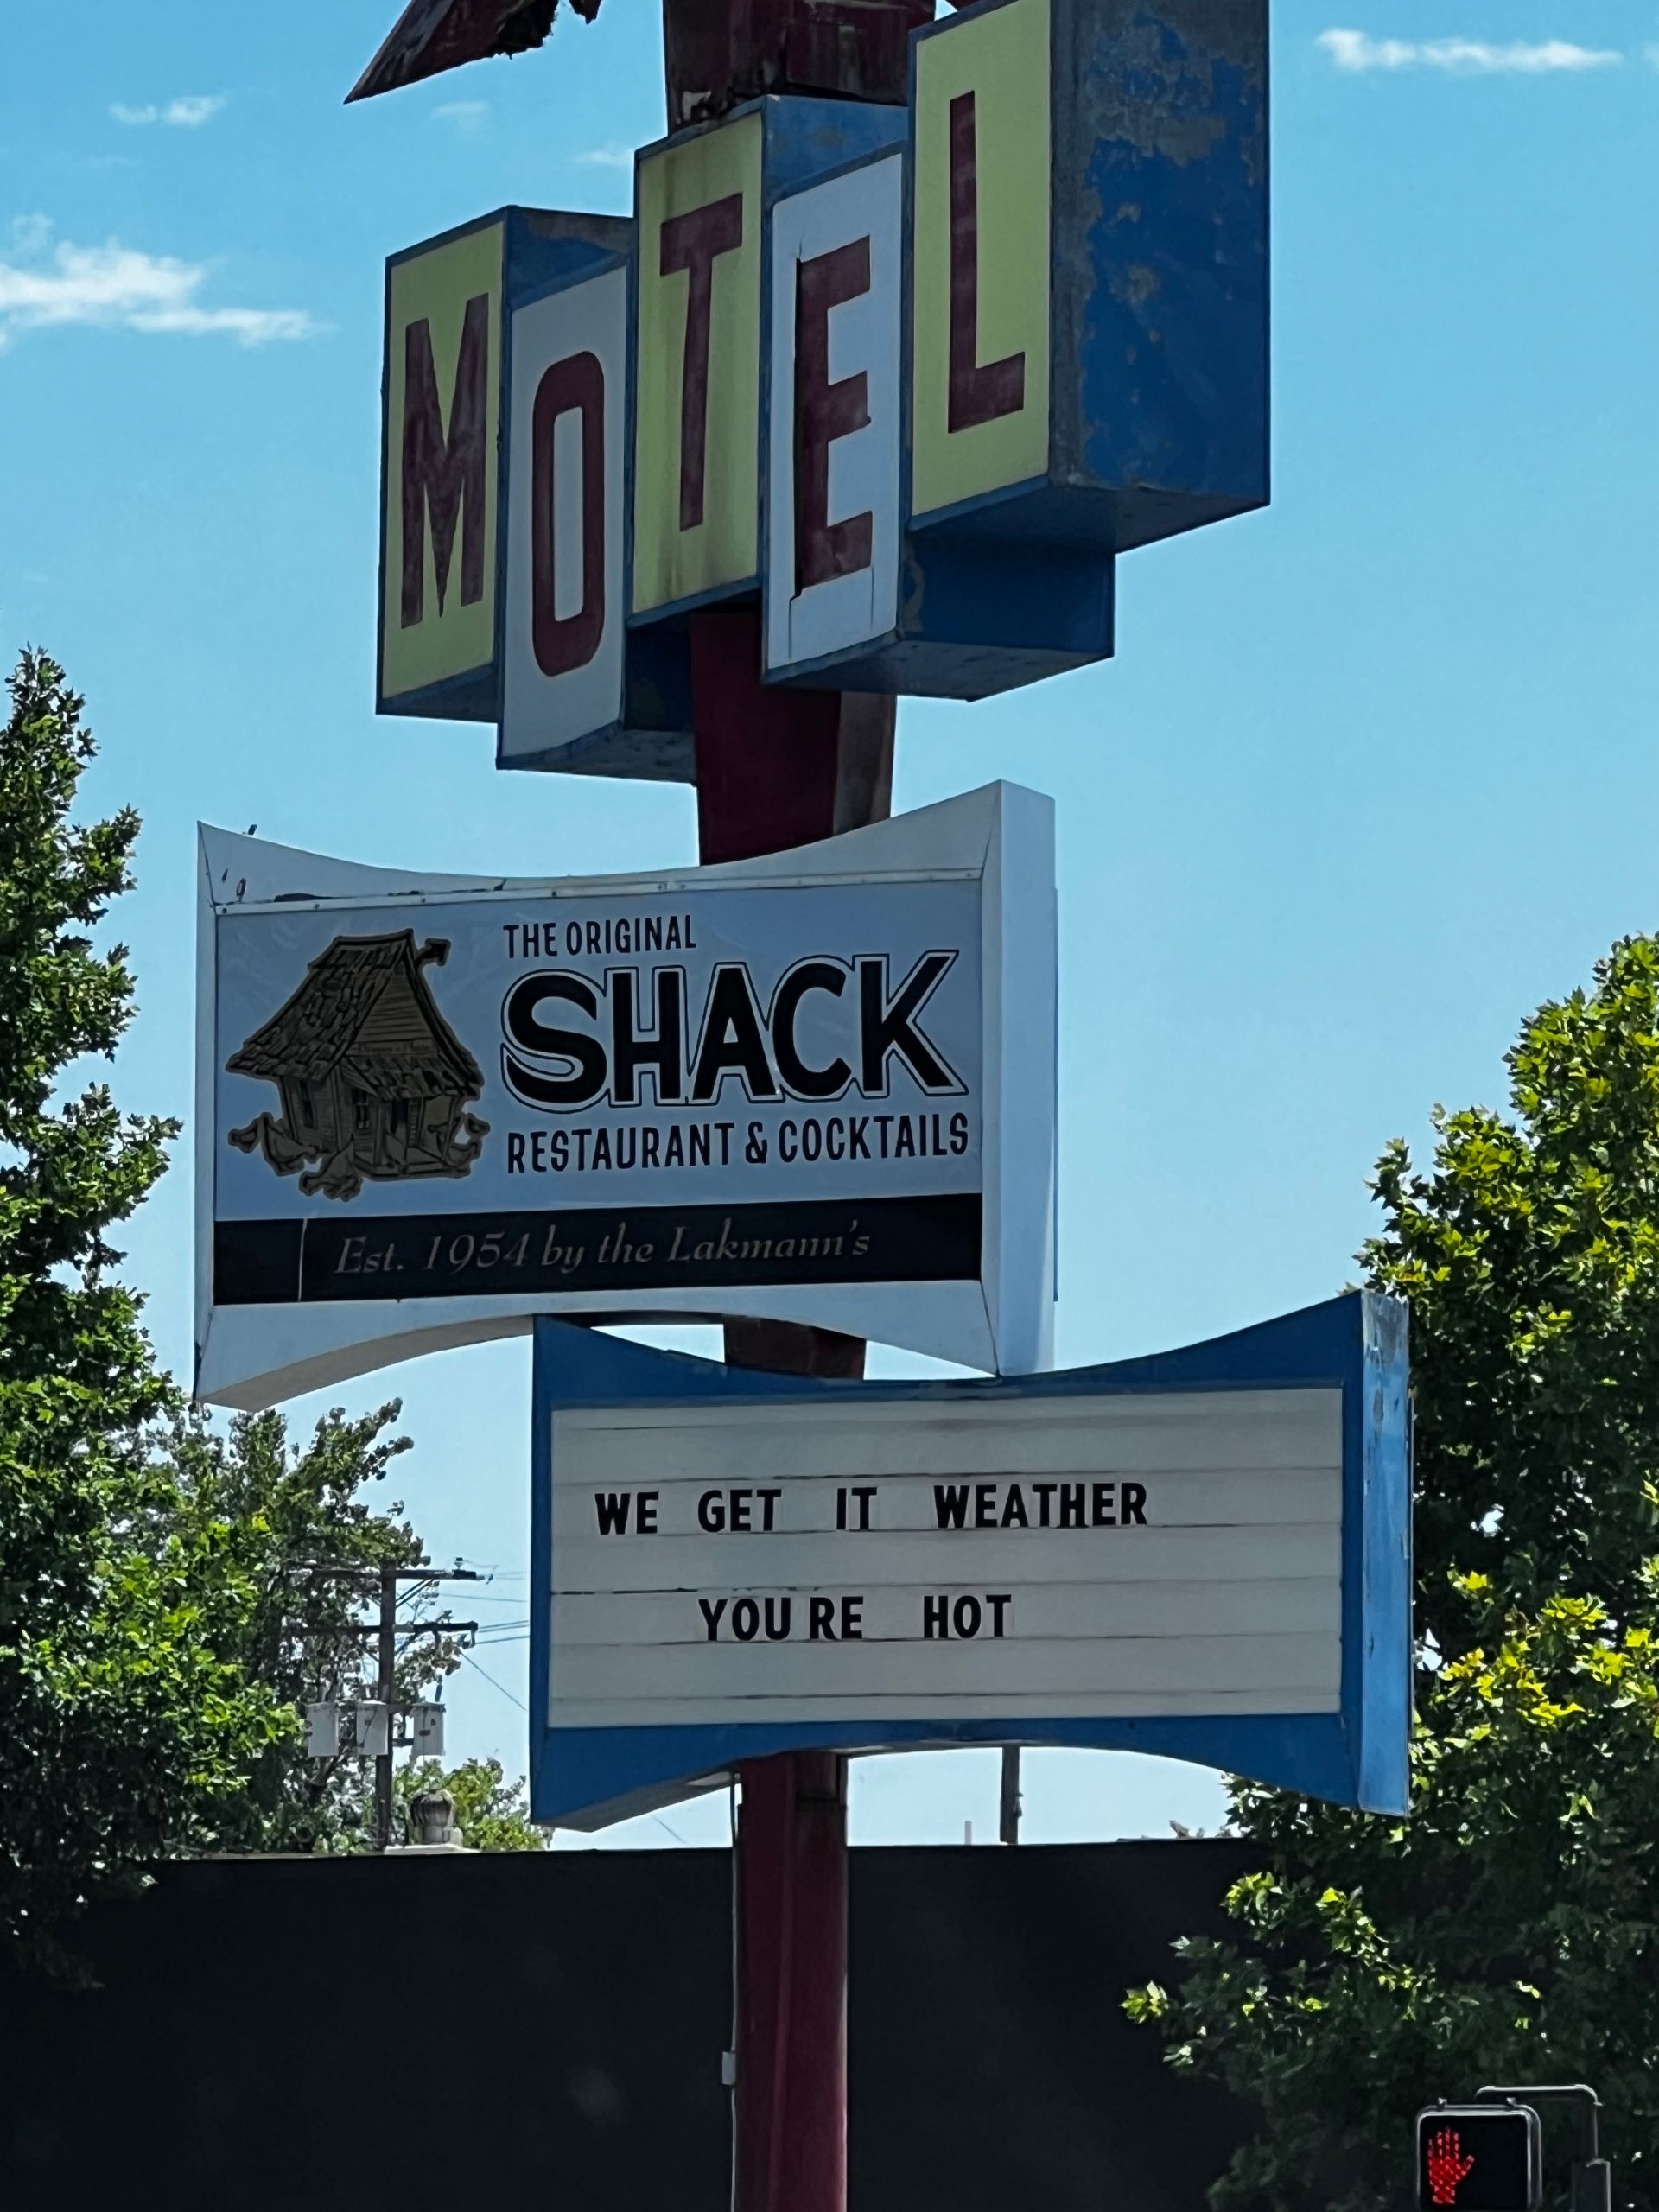 MOTEL
THE ORIGINAL
SHACK
RESTAURANT & COCKTAILS
Est. 1954 by the Lakmann's
WE GET IT WEATHER
YOU RE HOT